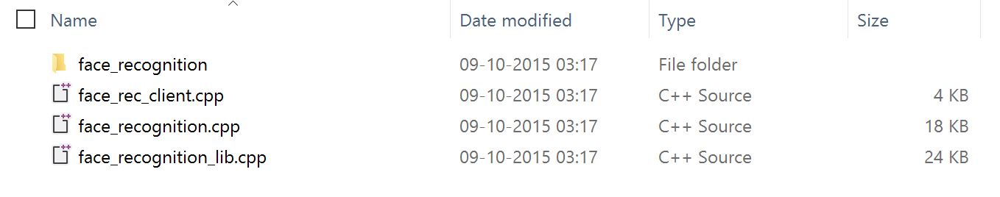 Name Date modified Type Size
face_recognition 09-10-2015 03:17 File folder
face_rec_client.cpp 09-10-2015 03:17 C++ Source 4 KB
face_recognition.cpp 09-10-2015 03:17 C++ Source 18 KB
face_recognition_lib.cpp 09-10-2015 03:17 C++ Source 24 KB